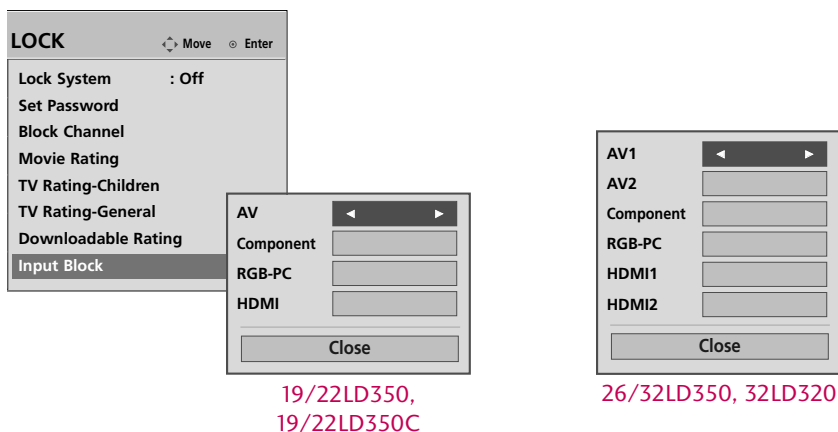 LOCK Move Enter
Lock System : Off
Set Password
Block Channel
Movie Rating
TV Rating-Children
TV Rating-General
Downloadable Rating
Input Block
AV ◄ ►
Component
RGB-PC
HDMI
Close
19/22LD350,
19/22LD350C
AV1 ◄ ►
AV2
Component
RGB-PC
HDMI1
HDMI2
Close
26/32LD350, 32LD320